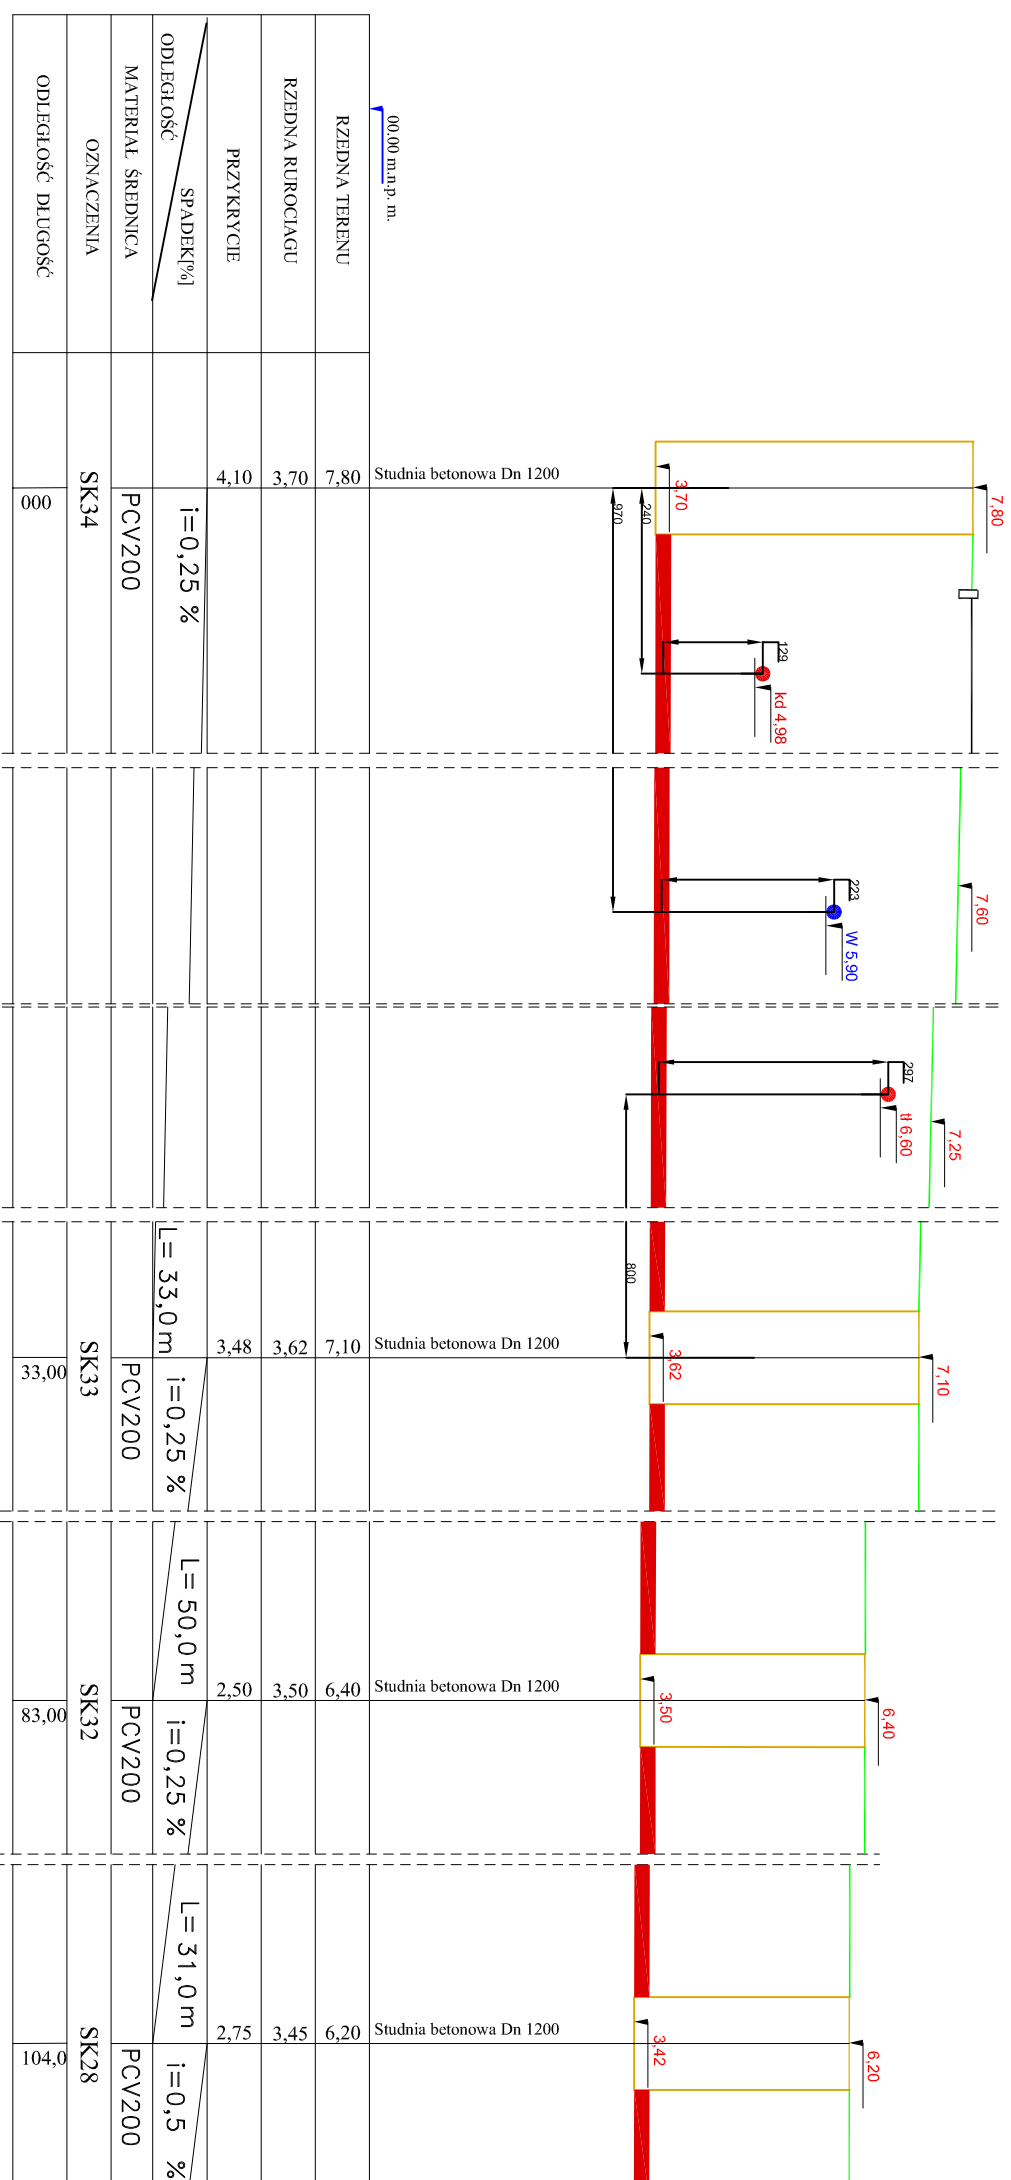 00.00 m.n.p. m.
RZEDNA TERENU
RZEDNA RUROCIAGU
PRZYKRYCIE
SPADEK[%]
ODLEGŁOŚĆ
MATERIAŁ ŚREDNICA
OZNACZENIA
ODLEGŁOŚĆ DŁUGOŚĆ
7,80
3,70
Studnia betonowa Dn 1200
7,80
3,70
4,10
i=0,25 %
PCV200
SK34
000
240
970
129
kd 4,98
7,60
223
W 5,90
7,25
297
tł 6,60
800
7,10
3,62
Studnia betonowa Dn 1200
7,10
3,62
3,48
L= 33,0 m
i=0,25 %
PCV200
SK33
33,00
6,40
3,50
Studnia betonowa Dn 1200
6,40
3,50
2,50
L= 50,0 m
i=0,25 %
PCV200
SK32
83,00
6,20
3,42
Studnia betonowa Dn 1200
6,20
3,45
2,75
L= 31,0 m
i=0,5 %
PCV200
SK28
104,0